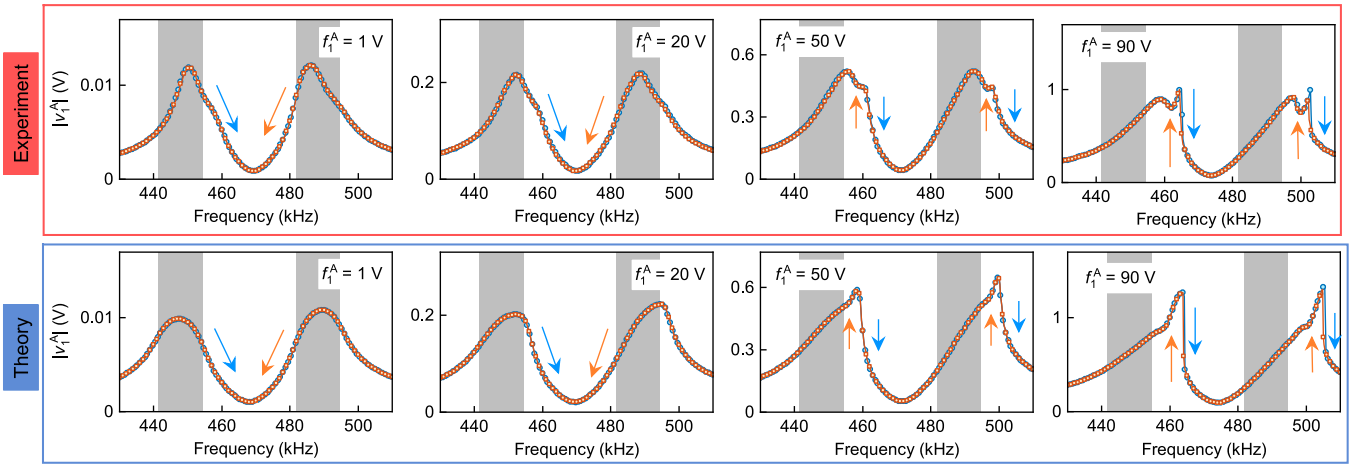 Experiment
|v₁ᴬ| (V)
0.01
0
f₁ᴬ = 1 V
440 460 480 500
Frequency (kHz)
0.2
0
f₁ᴬ = 20 V
440 460 480 500
Frequency (kHz)
0.6
0.3
0
f₁ᴬ = 50 V
440 460 480 500
Frequency (kHz)
1
0
f₁ᴬ = 90 V
440 460 480 500
Frequency (kHz)
Theory
|v₁ᴬ| (V)
0.01
0
f₁ᴬ = 1 V
440 460 480 500
Frequency (kHz)
0.2
0
f₁ᴬ = 20 V
440 460 480 500
Frequency (kHz)
0.6
0.3
0
f₁ᴬ = 50 V
440 460 480 500
Frequency (kHz)
1
0
f₁ᴬ = 90 V
440 460 480 500
Frequency (kHz)